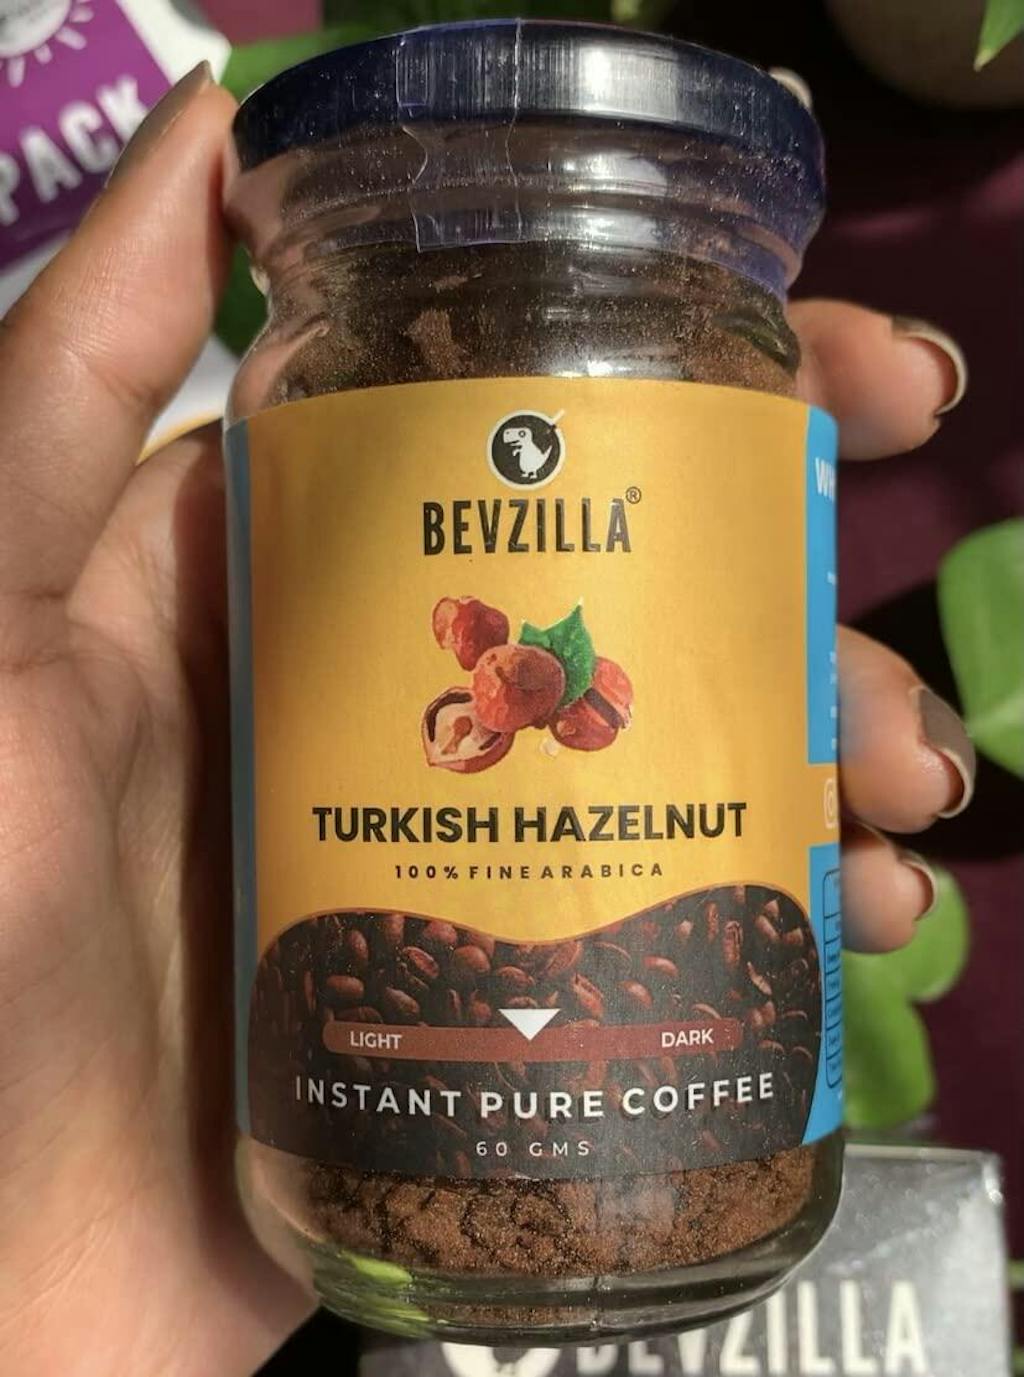 PACK
BEVZILLA®
TURKISH HAZELNUT
100% FINE ARABICA
LIGHT DARK
INSTANT PURE COFFEE
60 GMS
BEVZILLA